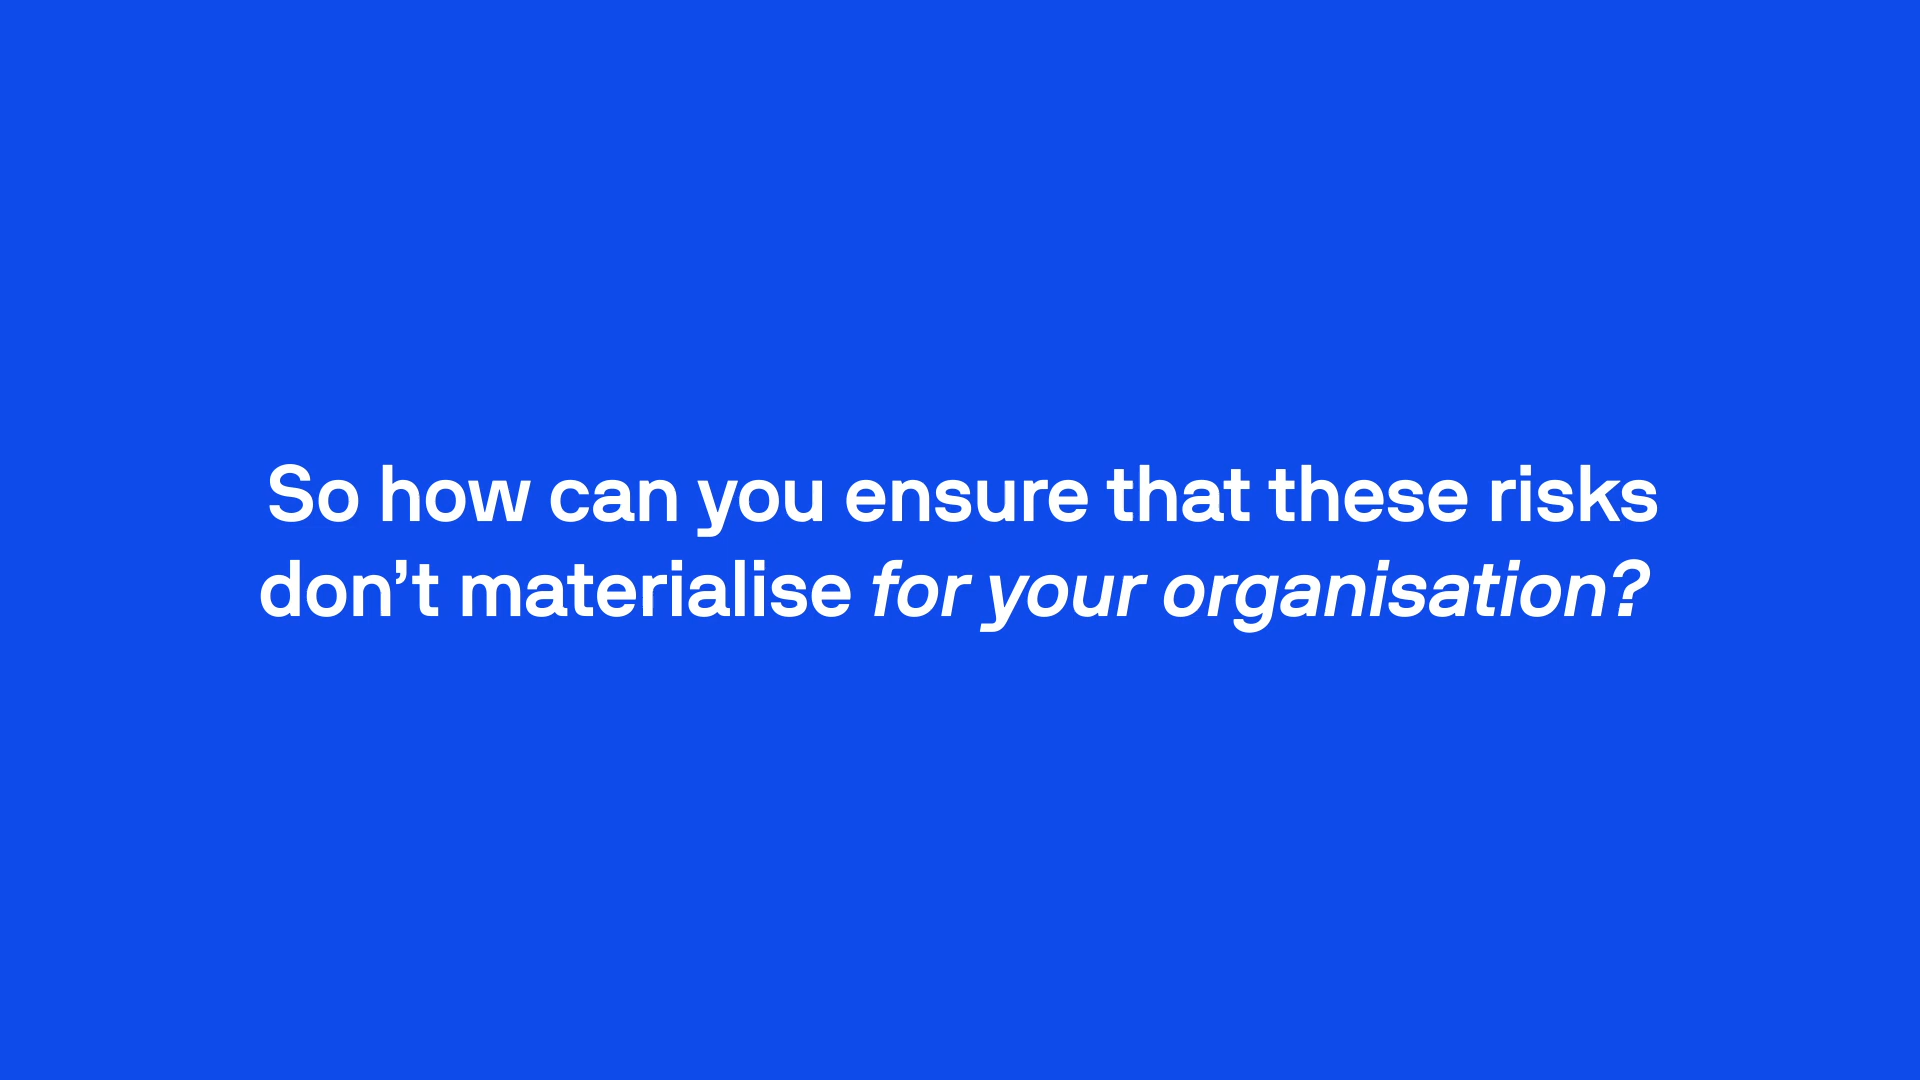 So how can you ensure that these risks
don’t materialise for your organisation?